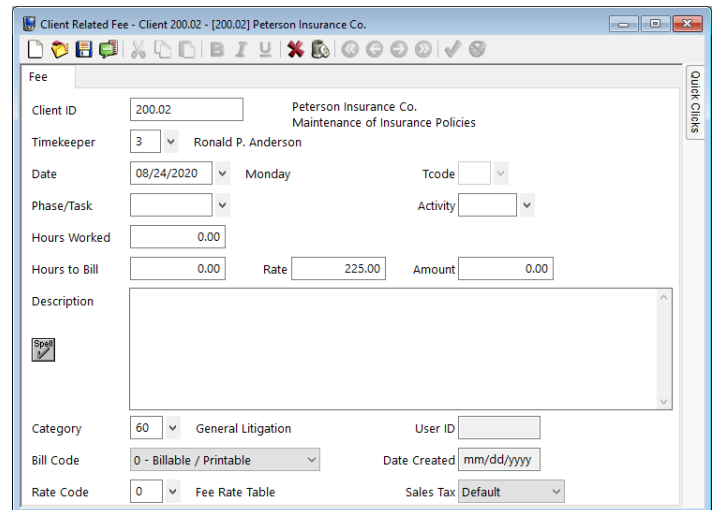 Client Related Fee - Client 200.02 - [200.02] Peterson Insurance Co.
B I U
Fee
Quick Clicks
Client ID 200.02 Peterson Insurance Co.
Maintenance of Insurance Policies
Timekeeper 3 Ronald P. Anderson
Date 08/24/2020 Monday Tcode
Phase/Task Activity
Hours Worked 0.00
Hours to Bill 0.00 Rate 225.00 Amount 0.00
Description
Spell
Category 60 General Litigation User ID
Bill Code 0 - Billable / Printable Date Created mm/dd/yyyy
Rate Code 0 Fee Rate Table Sales Tax Default